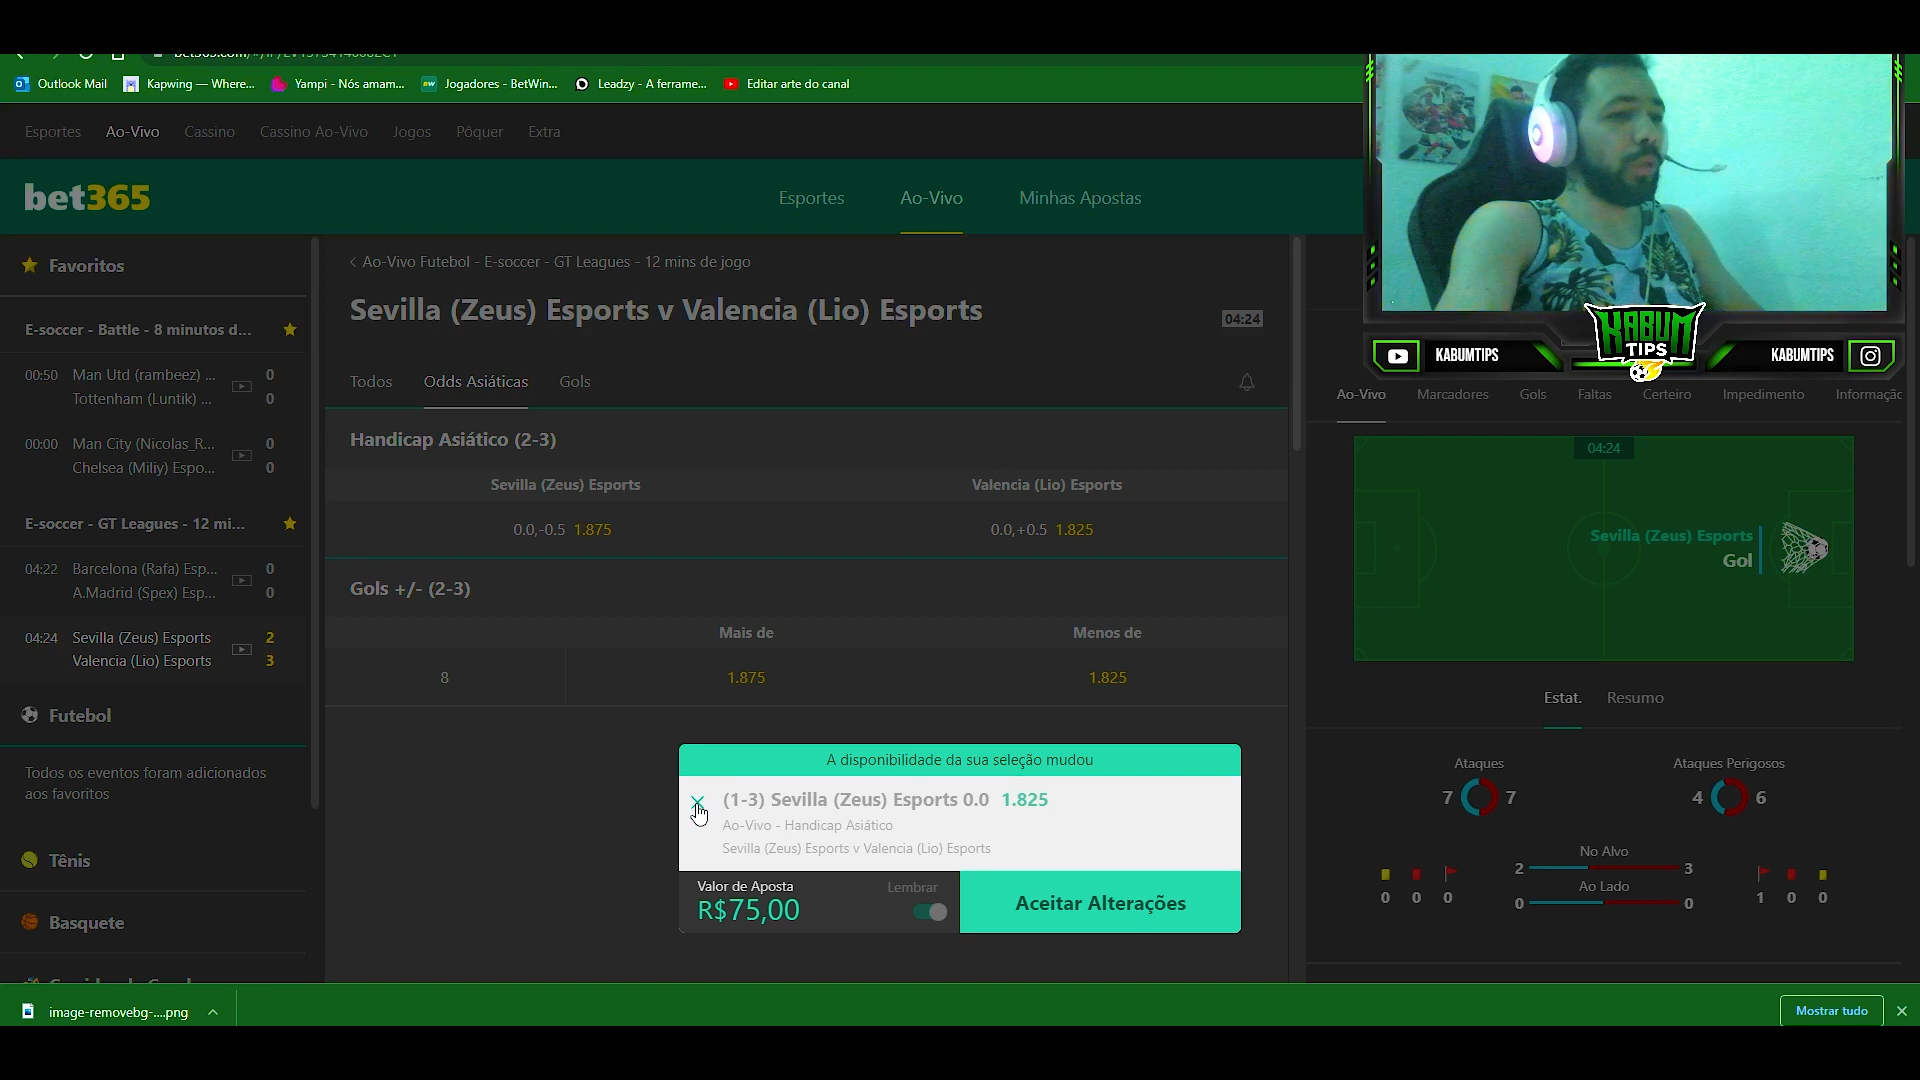 Outlook Mail
Kapwing — Where...
Yampi - Nós amam...
Jogadores - BetWin...
Leadzy - A ferrame...
Editar arte do canal
Esportes
Ao-Vivo
Cassino
Cassino Ao-Vivo
Jogos
Pôquer
Extra
bet365
Esportes
Ao-Vivo
Minhas Apostas
Favoritos
E-soccer - Battle - 8 minutos d...
00:50 Man Utd (rambeez) ... 0
Tottenham (Luntik) ... 0
00:00 Man City (Nicolas_R... 0
Chelsea (Miliy) Espo... 0
E-soccer - GT Leagues - 12 mi...
04:22 Barcelona (Rafa) Esp... 0
A.Madrid (Spex) Esp... 0
04:24 Sevilla (Zeus) Esports 2
Valencia (Lio) Esports 3
Futebol
Todos os eventos foram adicionados
aos favoritos
Tênis
Basquete
< Ao-Vivo Futebol - E-soccer - GT Leagues - 12 mins de jogo
Sevilla (Zeus) Esports v Valencia (Lio) Esports
04:24
Todos
Odds Asiáticas
Gols
Handicap Asiático (2-3)
Sevilla (Zeus) Esports
Valencia (Lio) Esports
0.0,-0.5 1.875
0.0,+0.5 1.825
Gols +/- (2-3)
Mais de
Menos de
8
1.875
1.825
A disponibilidade da sua seleção mudou
(1-3) Sevilla (Zeus) Esports 0.0 1.825
Ao-Vivo - Handicap Asiático
Sevilla (Zeus) Esports v Valencia (Lio) Esports
Valor de Aposta
R$75,00
Lembrar
Aceitar Alterações
KABUM
TIPS
KABUMTIPS
KABUMTIPS
Ao-Vivo
Marcadores
Gols
Faltas
Certeiro
Impedimento
Informaçã
04:24
Sevilla (Zeus) Esports
Gol
Estat.
Resumo
Ataques
7 7
Ataques Perigosos
4 6
No Alvo
2 3
Ao Lado
0 0
0 0 0
1 0 0
image-removebg-....png
Mostrar tudo